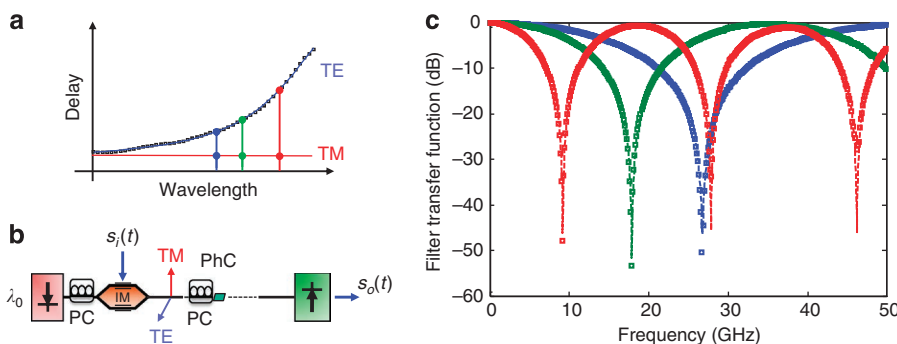 a
Delay
TE
TM
Wavelength
b
s_i(t)
TM
PhC
λ_0
IM
s_o(t)
PC
PC
TE
c
Filter transfer function (dB)
0
−10
−20
−30
−40
−50
−60
0
10
20
30
40
50
Frequency (GHz)